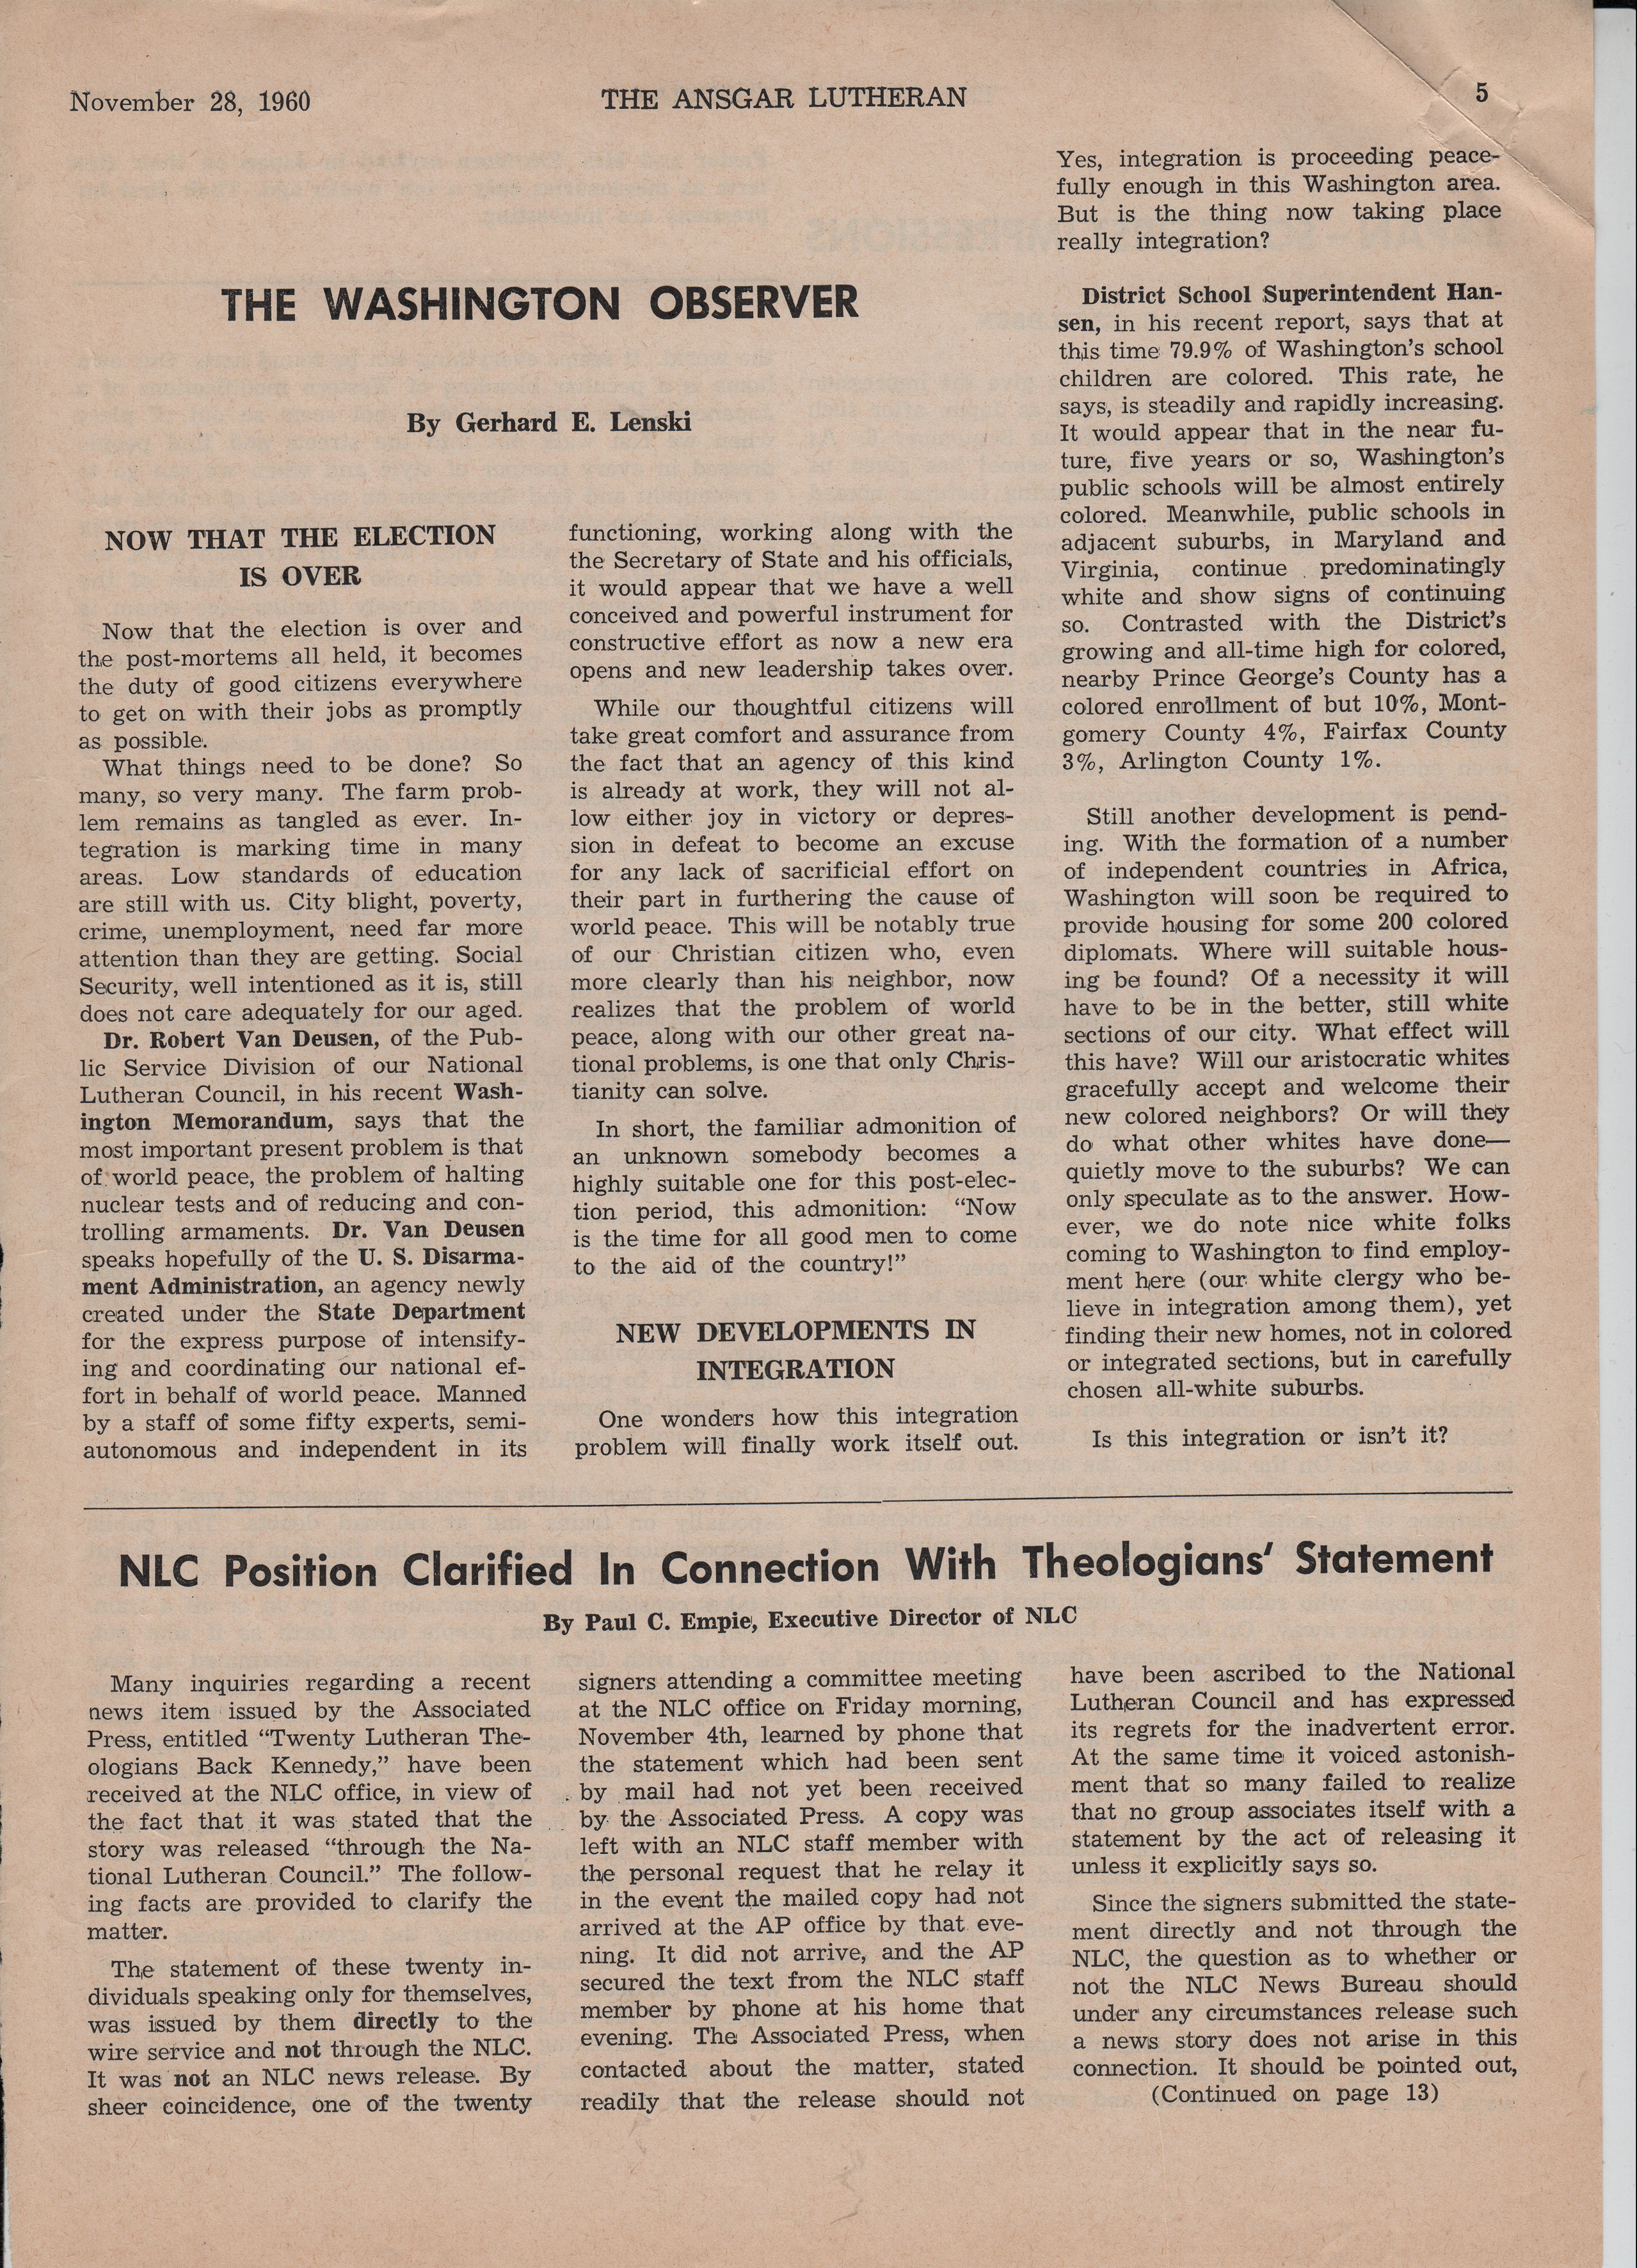 November 28, 1960
THE ANSGAR LUTHERAN
5
THE WASHINGTON OBSERVER
By Gerhard E. Lenski
NOW THAT THE ELECTION
IS OVER
Now that the election is over and
the post-mortems all held, it becomes
the duty of good citizens everywhere
to get on with their jobs as promptly
as possible.
What things need to be done? So
many, so very many. The farm prob-
lem remains as tangled as ever. In-
tegration is marking time in many
areas. Low standards of education
are still with us. City blight, poverty,
crime, unemployment, need far more
attention than they are getting. Social
Security, well intentioned as it is, still
does not care adequately for our aged.
Dr. Robert Van Deusen, of the Pub-
lic Service Division of our National
Lutheran Council, in his recent Wash-
ington Memorandum, says that the
most important present problem is that
of world peace, the problem of halting
nuclear tests and of reducing and con-
trolling armaments. Dr. Van Deusen
speaks hopefully of the U. S. Disarma-
ment Administration, an agency newly
created under the State Department
for the express purpose of intensify-
ing and coordinating our national ef-
fort in behalf of world peace. Manned
by a staff of some fifty experts, semi-
autonomous and independent in its
functioning, working along with the
the Secretary of State and his officials,
it would appear that we have a well
conceived and powerful instrument for
constructive effort as now a new era
opens and new leadership takes over.
While our thoughtful citizens will
take great comfort and assurance from
the fact that an agency of this kind
is already at work, they will not al-
low either joy in victory or depres-
sion in defeat to become an excuse
for any lack of sacrificial effort on
their part in furthering the cause of
world peace. This will be notably true
of our Christian citizen who, even
more clearly than his neighbor, now
realizes that the problem of world
peace, along with our other great na-
tional problems, is one that only Chris-
tianity can solve.
In short, the familiar admonition of
an unknown somebody becomes a
highly suitable one for this post-elec-
tion period, this admonition: "Now
is the time for all good men to come
to the aid of the country!"
NEW DEVELOPMENTS IN
INTEGRATION
One wonders how this integration
problem will finally work itself out.
Yes, integration is proceeding peace-
fully enough in this Washington area.
But is the thing now taking place
really integration?
District School Superintendent Han-
sen, in his recent report, says that at
this time 79.9% of Washington's school
children are colored. This rate, he
says, is steadily and rapidly increasing.
It would appear that in the near fu-
ture, five years or so, Washington's
public schools will be almost entirely
colored. Meanwhile, public schools in
adjacent suburbs, in Maryland and
Virginia, continue predominatingly
white and show signs of continuing
so. Contrasted with the District's
growing and all-time high for colored,
nearby Prince George's County has a
colored enrollment of but 10%, Mont-
gomery County 4%, Fairfax County
3%, Arlington County 1%.
Still another development is pend-
ing. With the formation of a number
of independent countries in Africa,
Washington will soon be required to
provide housing for some 200 colored
diplomats. Where will suitable hous-
ing be found? Of a necessity it will
have to be in the better, still white
sections of our city. What effect will
this have? Will our aristocratic whites
gracefully accept and welcome their
new colored neighbors? Or will they
do what other whites have done—
quietly move to the suburbs? We can
only speculate as to the answer. How-
ever, we do note nice white folks
coming to Washington to find employ-
ment here (our white clergy who be-
lieve in integration among them), yet
finding their new homes, not in colored
or integrated sections, but in carefully
chosen all-white suburbs.
Is this integration or isn't it?
NLC Position Clarified In Connection With Theologians' Statement
By Paul C. Empie, Executive Director of NLC
Many inquiries regarding a recent
news item issued by the Associated
Press, entitled "Twenty Lutheran The-
ologians Back Kennedy," have been
received at the NLC office, in view of
the fact that it was stated that the
story was released "through the Na-
tional Lutheran Council." The follow-
ing facts are provided to clarify the
matter.
The statement of these twenty in-
dividuals speaking only for themselves,
was issued by them directly to the
wire service and not through the NLC.
It was not an NLC news release. By
sheer coincidence, one of the twenty
signers attending a committee meeting
at the NLC office on Friday morning,
November 4th, learned by phone that
the statement which had been sent
by mail had not yet been received
by the Associated Press. A copy was
left with an NLC staff member with
the personal request that he relay it
in the event the mailed copy had not
arrived at the AP office by that eve-
ning. It did not arrive, and the AP
secured the text from the NLC staff
member by phone at his home that
evening. The Associated Press, when
contacted about the matter, stated
readily that the release should not
have been ascribed to the National
Lutheran Council and has expressed
its regrets for the inadvertent error.
At the same time it voiced astonish-
ment that so many failed to realize
that no group associates itself with a
statement by the act of releasing it
unless it explicitly says so.
Since the signers submitted the state-
ment directly and not through the
NLC, the question as to whether or
not the NLC News Bureau should
under any circumstances release such
a news story does not arise in this
connection. It should be pointed out,
(Continued on page 13)